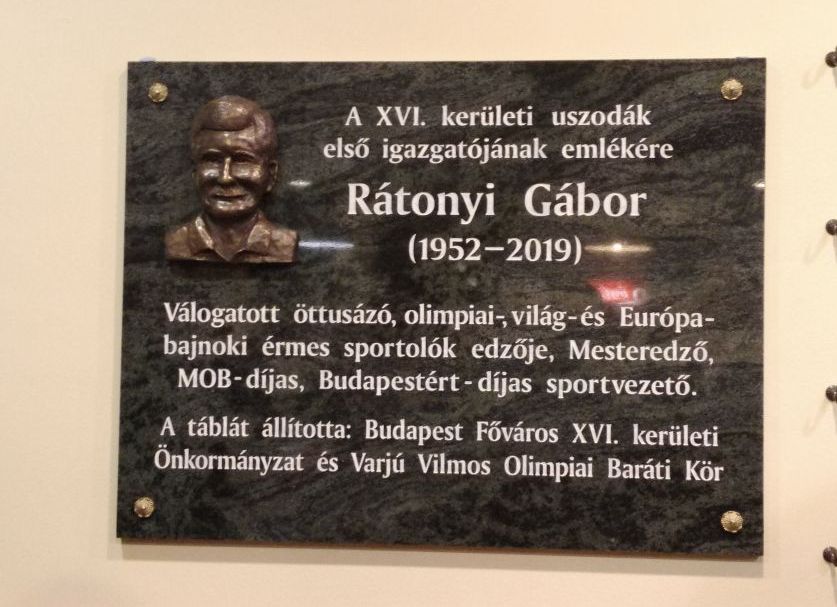 A XVI. kerületi uszodák
első igazgatójának emlékére
Rátonyi Gábor
(1952–2019)
Válogatott öttusázó, olimpiai-, világ-és Európa-
bajnoki érmes sportolók edzője, Mesteredző,
MOB-díjas, Budapestért-díjas sportvezető.
A táblát állította: Budapest Főváros XVI. kerületi
Önkormányzat és Varjú Vilmos Olimpiai Baráti Kör